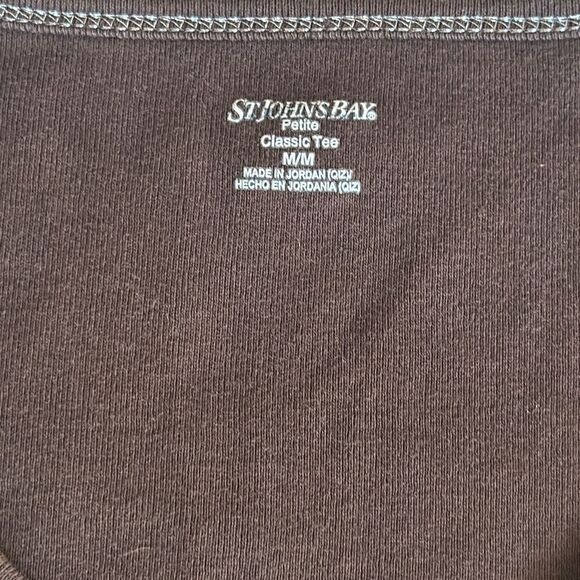 ST. JOHN'S BAY®
Petite
Classic Tee
M/M
MADE IN JORDAN (QIZ)/
HECHO EN JORDANIA (QIZ)